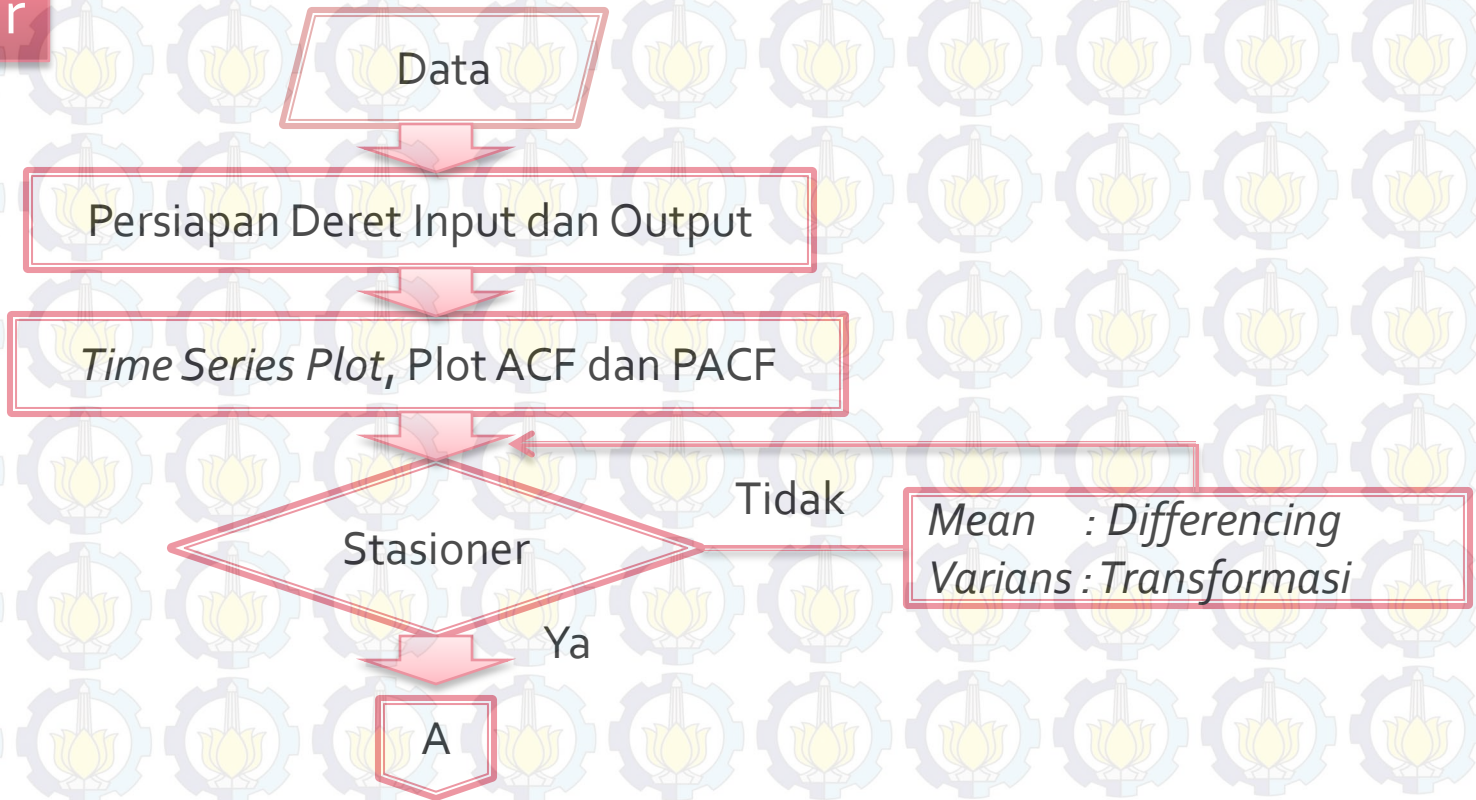 r
Data
Persiapan Deret Input dan Output
Time Series Plot, Plot ACF dan PACF
Stasioner
Tidak
Mean : Differencing
Varians : Transformasi
Ya
A